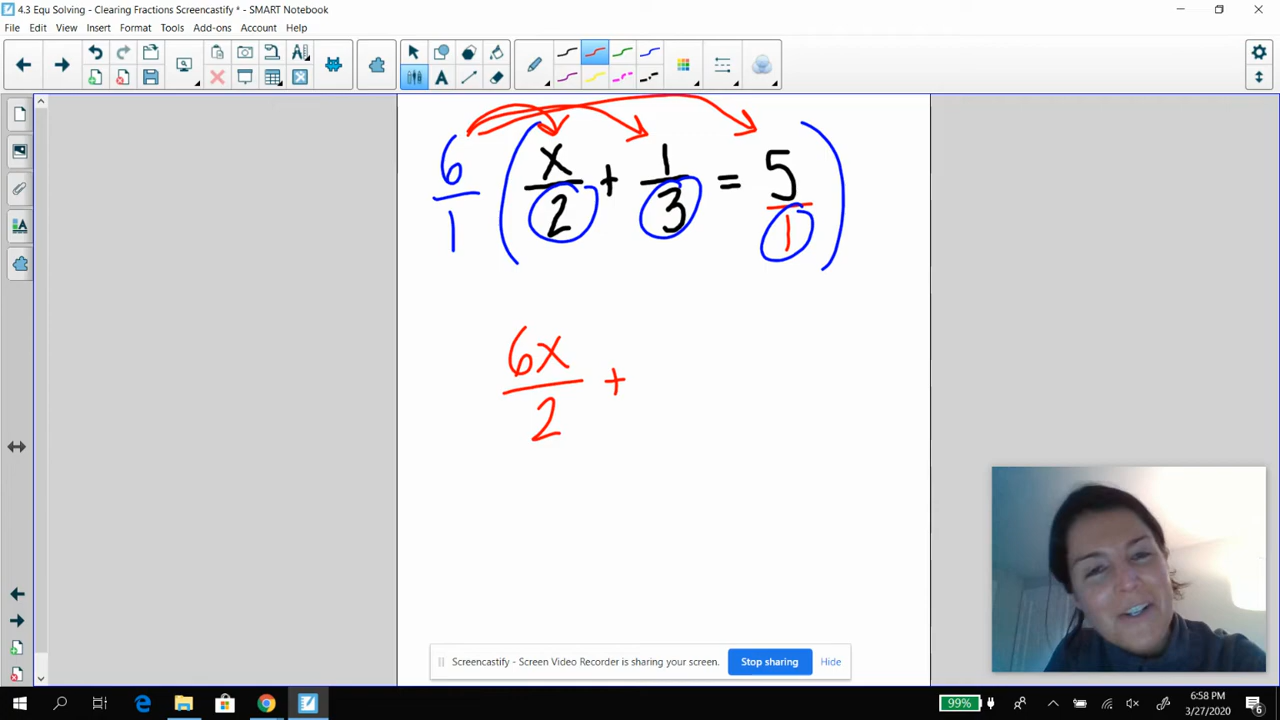 4.3 Equ Solving - Clearing Fractions Screencastify * - SMART Notebook
File Edit View Insert Format Tools Add-ons Account Help
6/1 ( x/2 + 1/3 = 5/1 )
6x/2 +
Screencastify - Screen Video Recorder is sharing your screen. Stop sharing Hide
99% 6:58 PM
3/27/2020 6